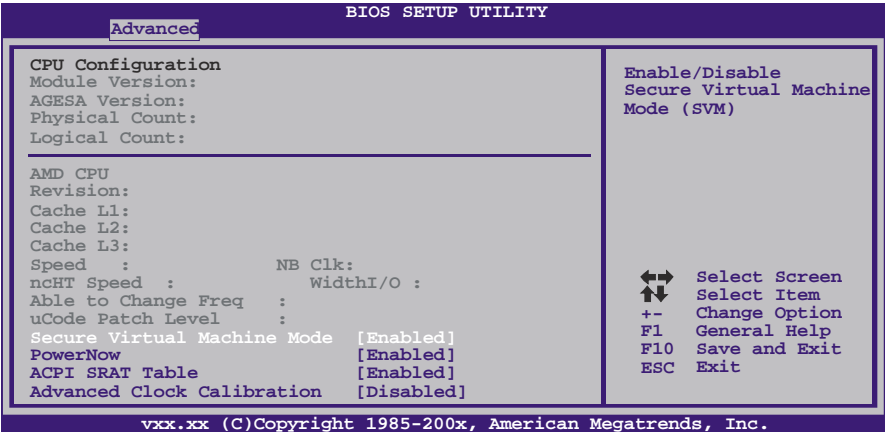 BIOS SETUP UTILITY
Advanced
CPU Configuration
Module Version:
AGESA Version:
Physical Count:
Logical Count:
AMD CPU
Revision:
Cache L1:
Cache L2:
Cache L3:
Speed : NB Clk:
ncHT Speed : WidthI/O :
Able to Change Freq :
uCode Patch Level :
Secure Virtual Machine Mode [Enabled]
PowerNow [Enabled]
ACPI SRAT Table [Enabled]
Advanced Clock Calibration [Disabled]
Enable/Disable
Secure Virtual Machine
Mode (SVM)
Select Screen
Select Item
+- Change Option
F1 General Help
F10 Save and Exit
ESC Exit
vxx.xx (C)Copyright 1985-200x, American Megatrends, Inc.